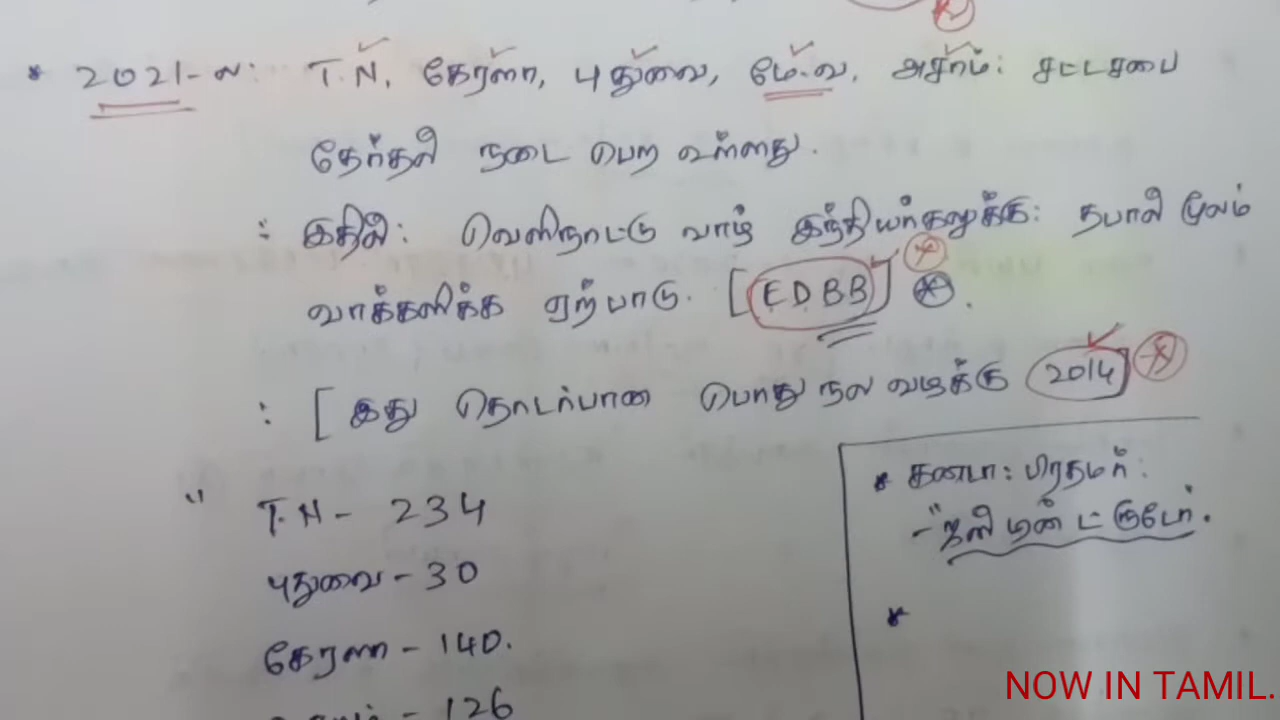 * 2021-ல: T.N, கேரளா, புதுவை, மே.வ, அசாம்: சட்டசபை
தேர்தல் நடை பெற உள்ளது.
: இதில்: வெளிநாட்டு வாழ் இந்தியர்களுக்கு: தபால் மூலம்
வாக்களிக்க ஏற்பாடு. [EDBB]
: [இது தொடர்பான பொது நல வழக்கு 2014]
" T.N - 234
புதுவை - 30
கேரளா - 140.
- 126
* கனடா: பிரதமர்:
- "ஜஸ்டின் ட்ரூடோ.
*
NOW IN TAMIL.